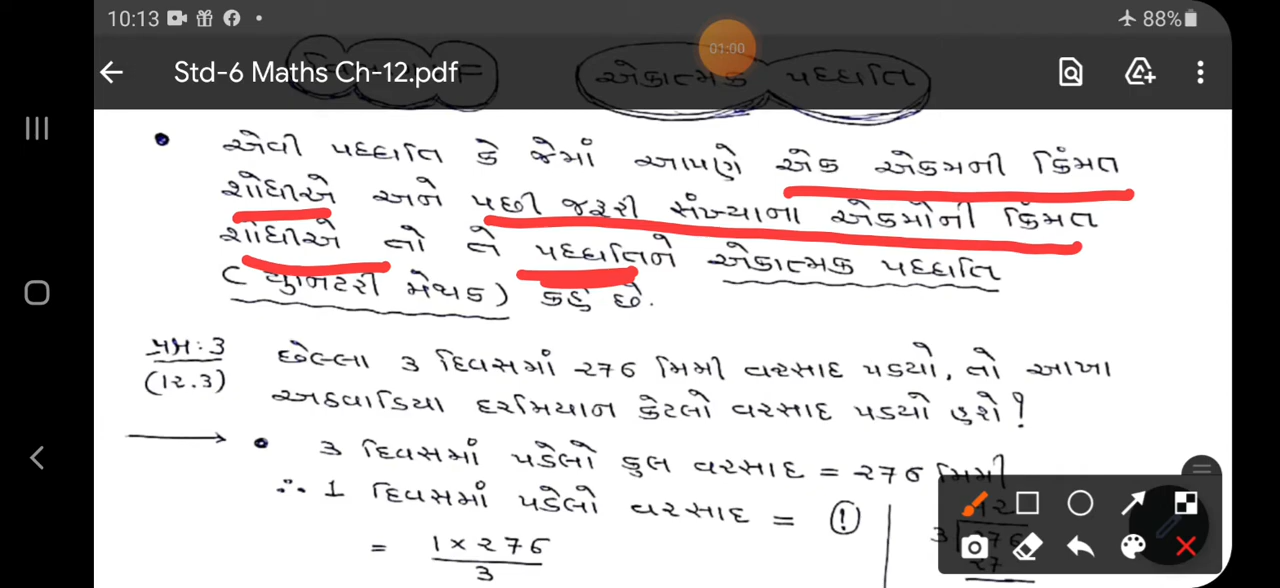 10:13
88%
01:00
Std-6 Maths Ch-12.pdf
એકાત્મક પદ્ધતિ
• એવી પદ્ધતિ કે જેમાં આપણે એક એકમની કિંમત
શોધીએ અને પછી જરૂરી સંખ્યાના એકમોની કિંમત
શોધીએ તો તે પદ્ધતિને એકાત્મક પદ્ધતિ
(યુનિટરી મેથડ) કહે છે.
પ્રશ્ન:3 છેલ્લા 3 દિવસમાં 276 મિમી વરસાદ પડ્યો, તો આખા
(12.3) અઠવાડિયા દરમિયાન કેટલો વરસાદ પડ્યો હશે?
• 3 દિવસમાં પડેલો કુલ વરસાદ = 276 મિમી
∴ 1 દિવસમાં પડેલો વરસાદ = (!)
= 1 × 276
3
3 276
27